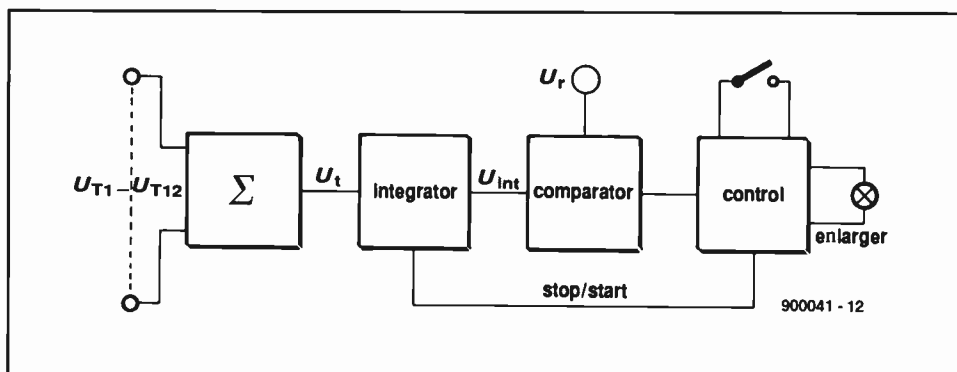 U_r
U_T1 – U_T12
Σ
U_t
integrator
U_int
comparator
control
enlarger
stop/start
900041 - 12